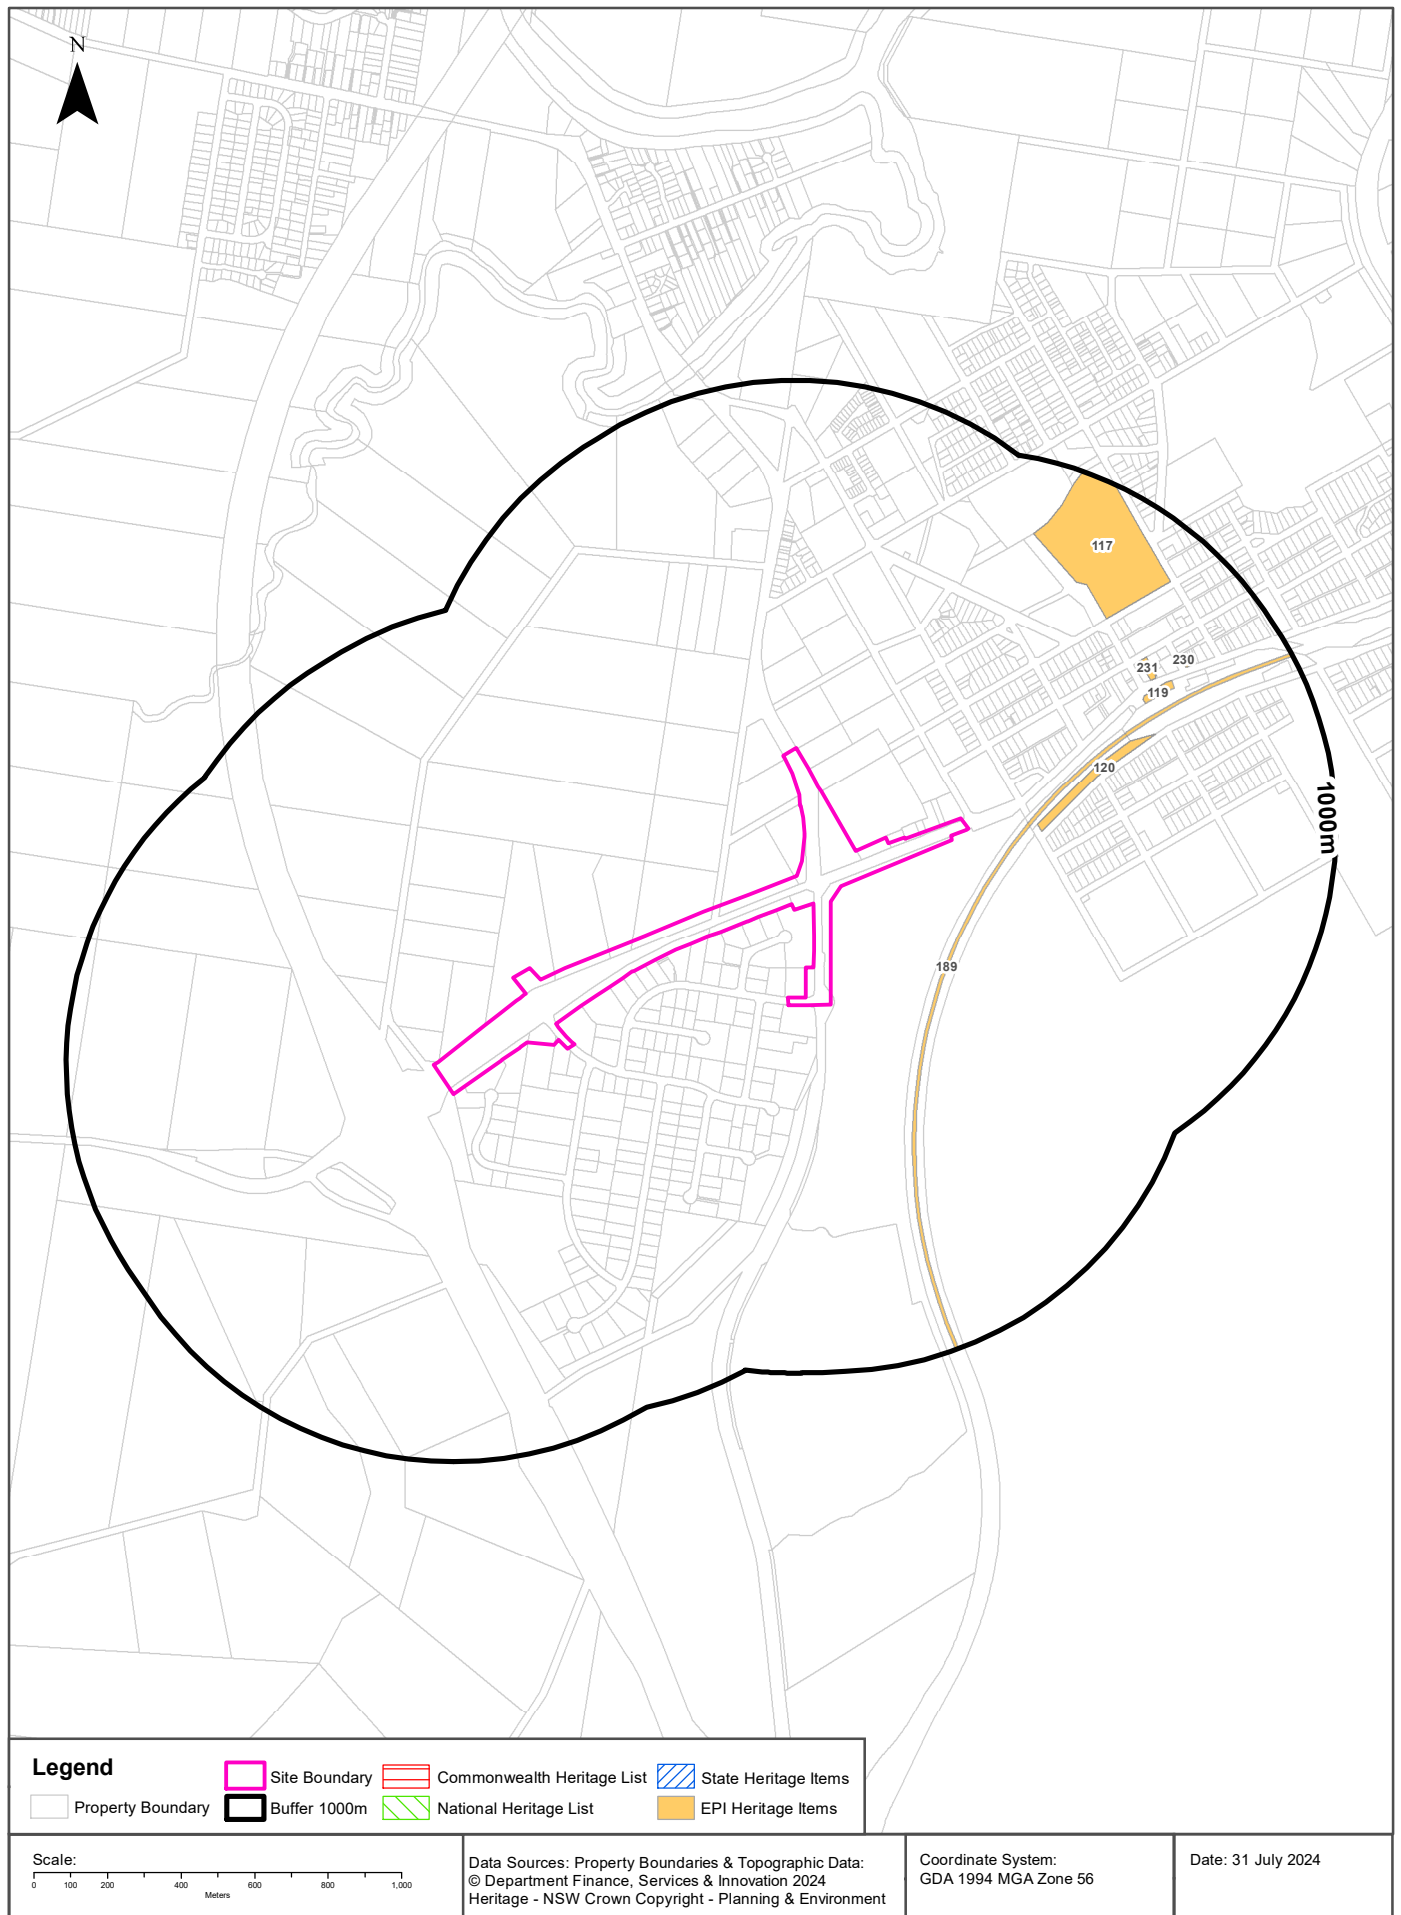 N
117
231
230
119
120
1000m
189
Legend
Site Boundary
Commonwealth Heritage List
State Heritage Items
Property Boundary
Buffer 1000m
National Heritage List
EPI Heritage Items
Scale:
0 100 200 400 600 800 1,000
Meters
Data Sources: Property Boundaries & Topographic Data:
© Department Finance, Services & Innovation 2024
Heritage - NSW Crown Copyright - Planning & Environment
Coordinate System:
GDA 1994 MGA Zone 56
Date: 31 July 2024